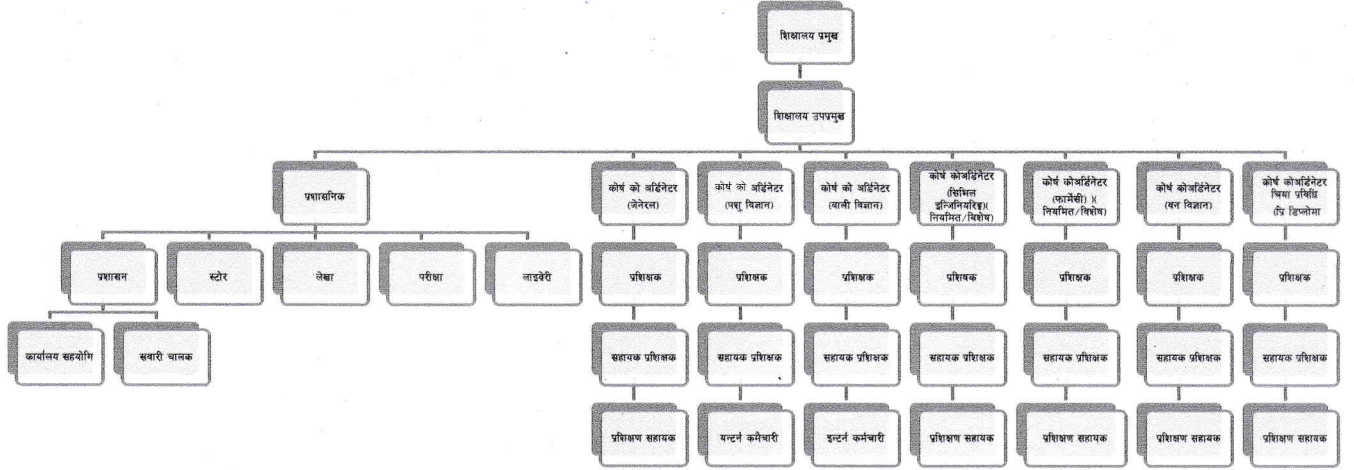 शिक्षालय प्रमुख
शिक्षालय उपप्रमुख
प्रशासनिक
कोर्ष को अर्डिनेटर
(जेनेरल)
कोर्ष को अर्डिनेटर
(पशु विज्ञान)
कोर्ष को अर्डिनेटर
(वाली विज्ञान)
कोर्ष कोअर्डिनेटर
(सिभिल
इन्जिनियरिङ्ग)(
नियमित/विशेष)
कोर्ष कोअर्डिनेटर
(फार्मेसी) )(
नियमित/विशेष)
कोर्ष कोअर्डिनेटर
(वन विज्ञान)
कोर्ष कोअर्डिनेटर
चिया प्रविधि
(प्रि डिप्लोमा
प्रशासन
स्टोर
लेखा
परीक्षा
लाइवेरी
प्रशिक्षक
प्रशिक्षक
प्रशिक्षक
प्रशिषक
प्रशिक्षक
प्रशिक्षक
प्रशिक्षक
कार्यालय सहयोगि
सवारी चालक
सहायक प्रशिक्षक
सहायक प्रशिक्षक
सहायक प्रशिक्षक
सहायक प्रशिक्षक
सहायक प्रशिक्षक
सहायक प्रशिक्षक
सहायक प्रशिक्षक
प्रशिक्षण सहायक
यन्टर्न कर्मचारी
इन्टर्न कर्मचारी
प्रशिक्षण सहायक
प्रशिक्षण सहायक
प्रशिक्षण सहायक
प्रशिक्षण सहायक